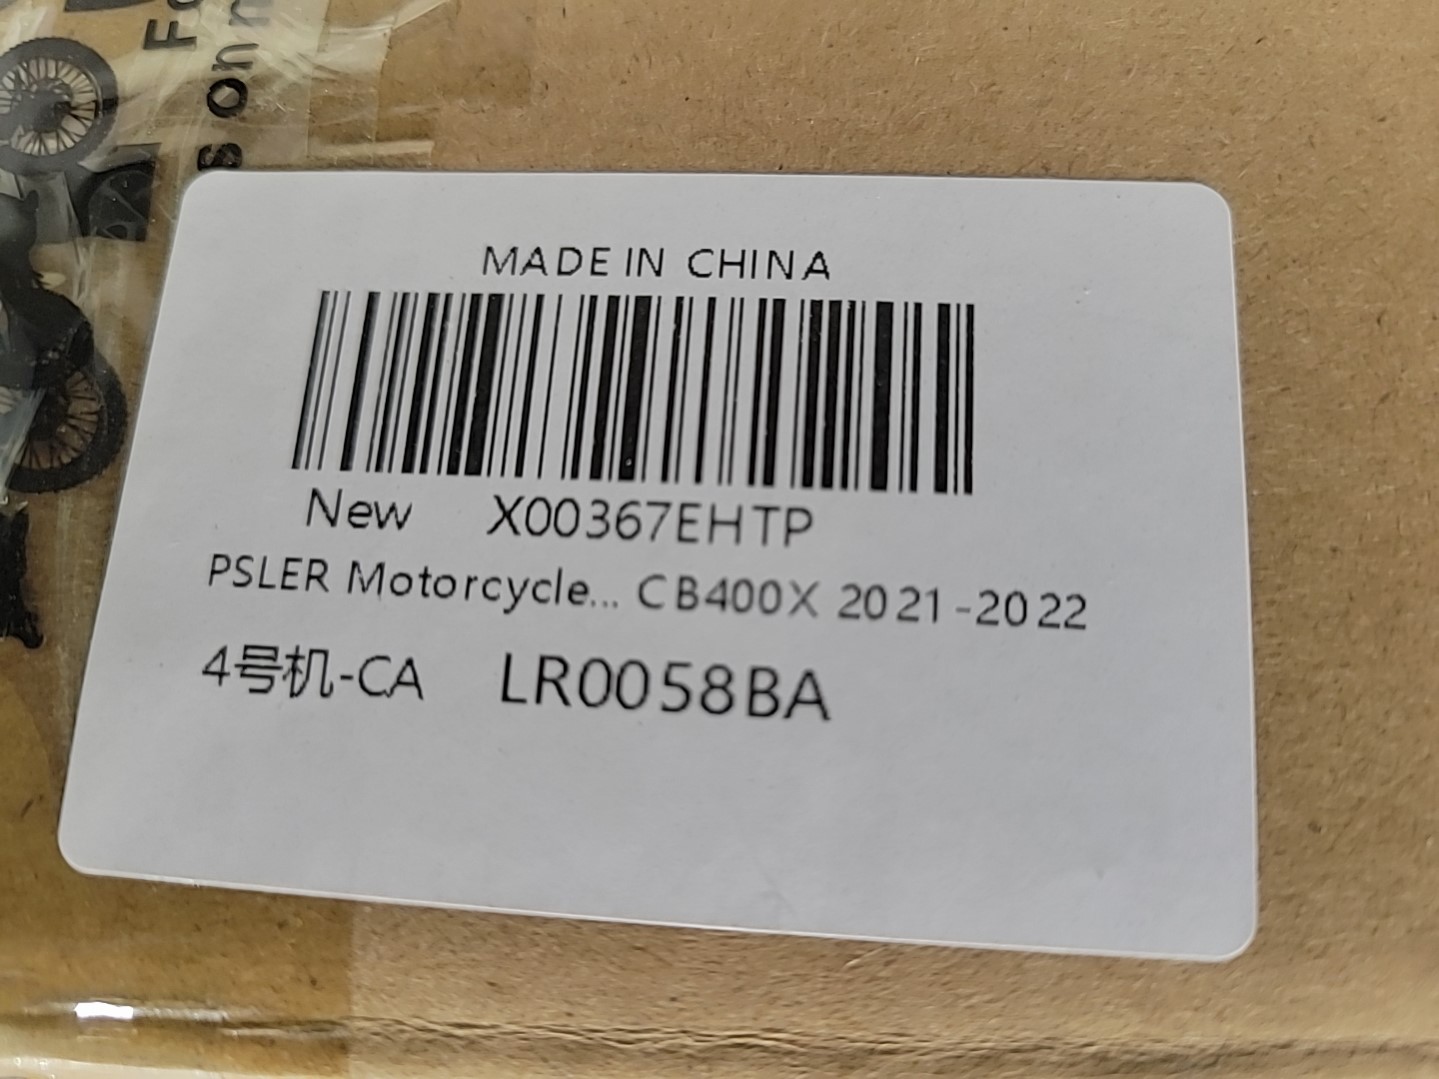 MADE IN CHINA
New X00367EHTP
PSLER Motorcycle... CB400X 2021-2022
4号机-CA LR0058BA